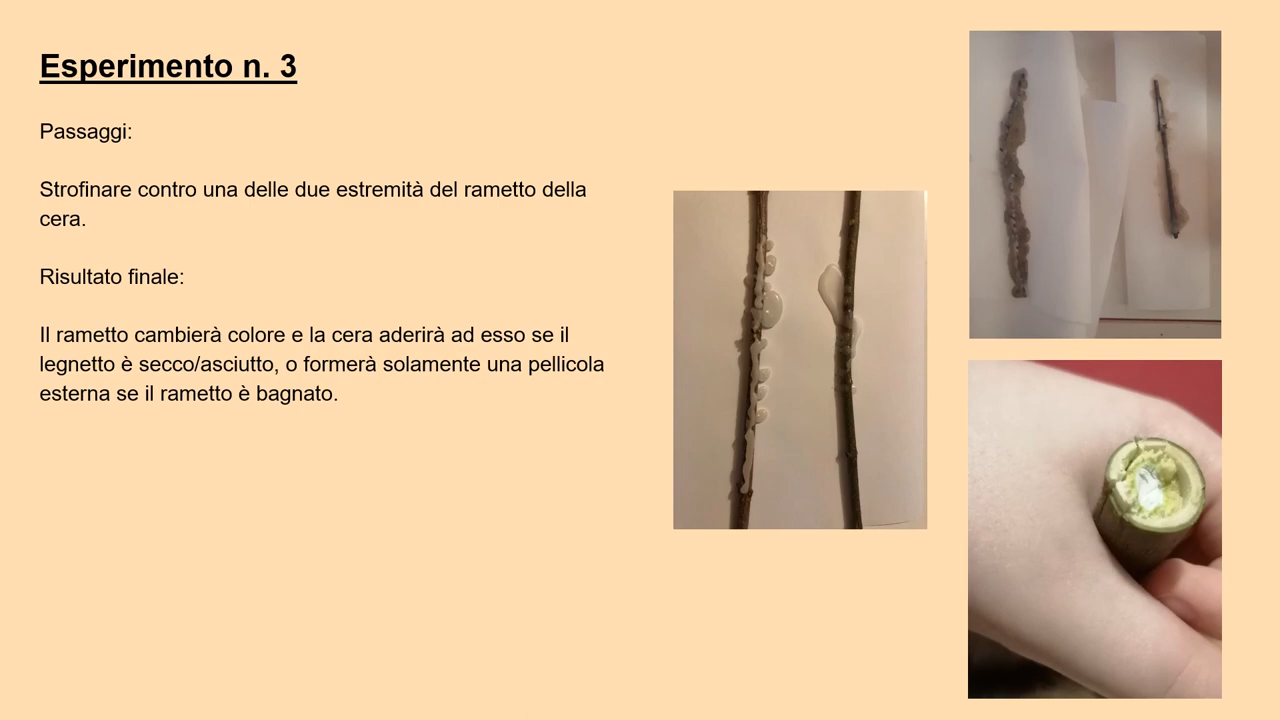 Esperimento n. 3
Passaggi:
Strofinare contro una delle due estremità del rametto della
cera.
Risultato finale:
Il rametto cambierà colore e la cera aderirà ad esso se il
legnetto è secco/asciutto, o formerà solamente una pellicola
esterna se il rametto è bagnato.